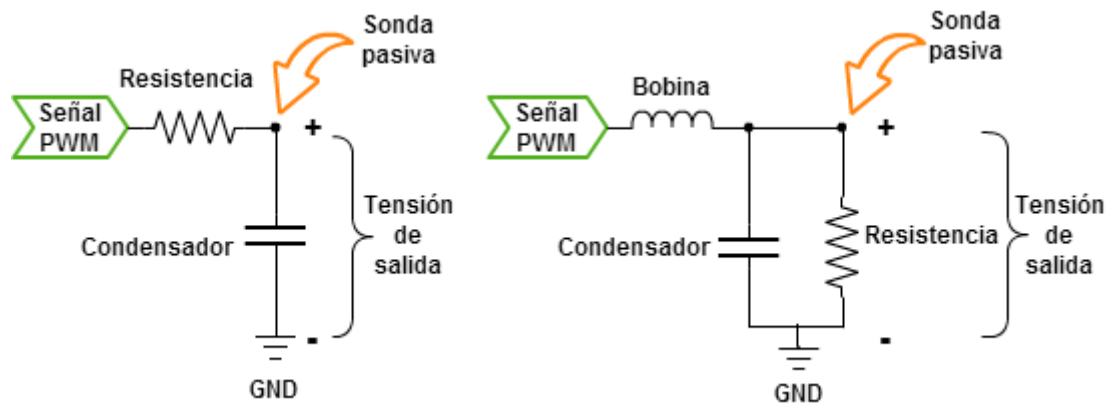 Sonda
pasiva
Resistencia
Señal
PWM
+
Condensador
Tensión
de
salida
-
GND
Sonda
pasiva
Bobina
Señal
PWM
+
Condensador
Resistencia
Tensión
de
salida
-
GND